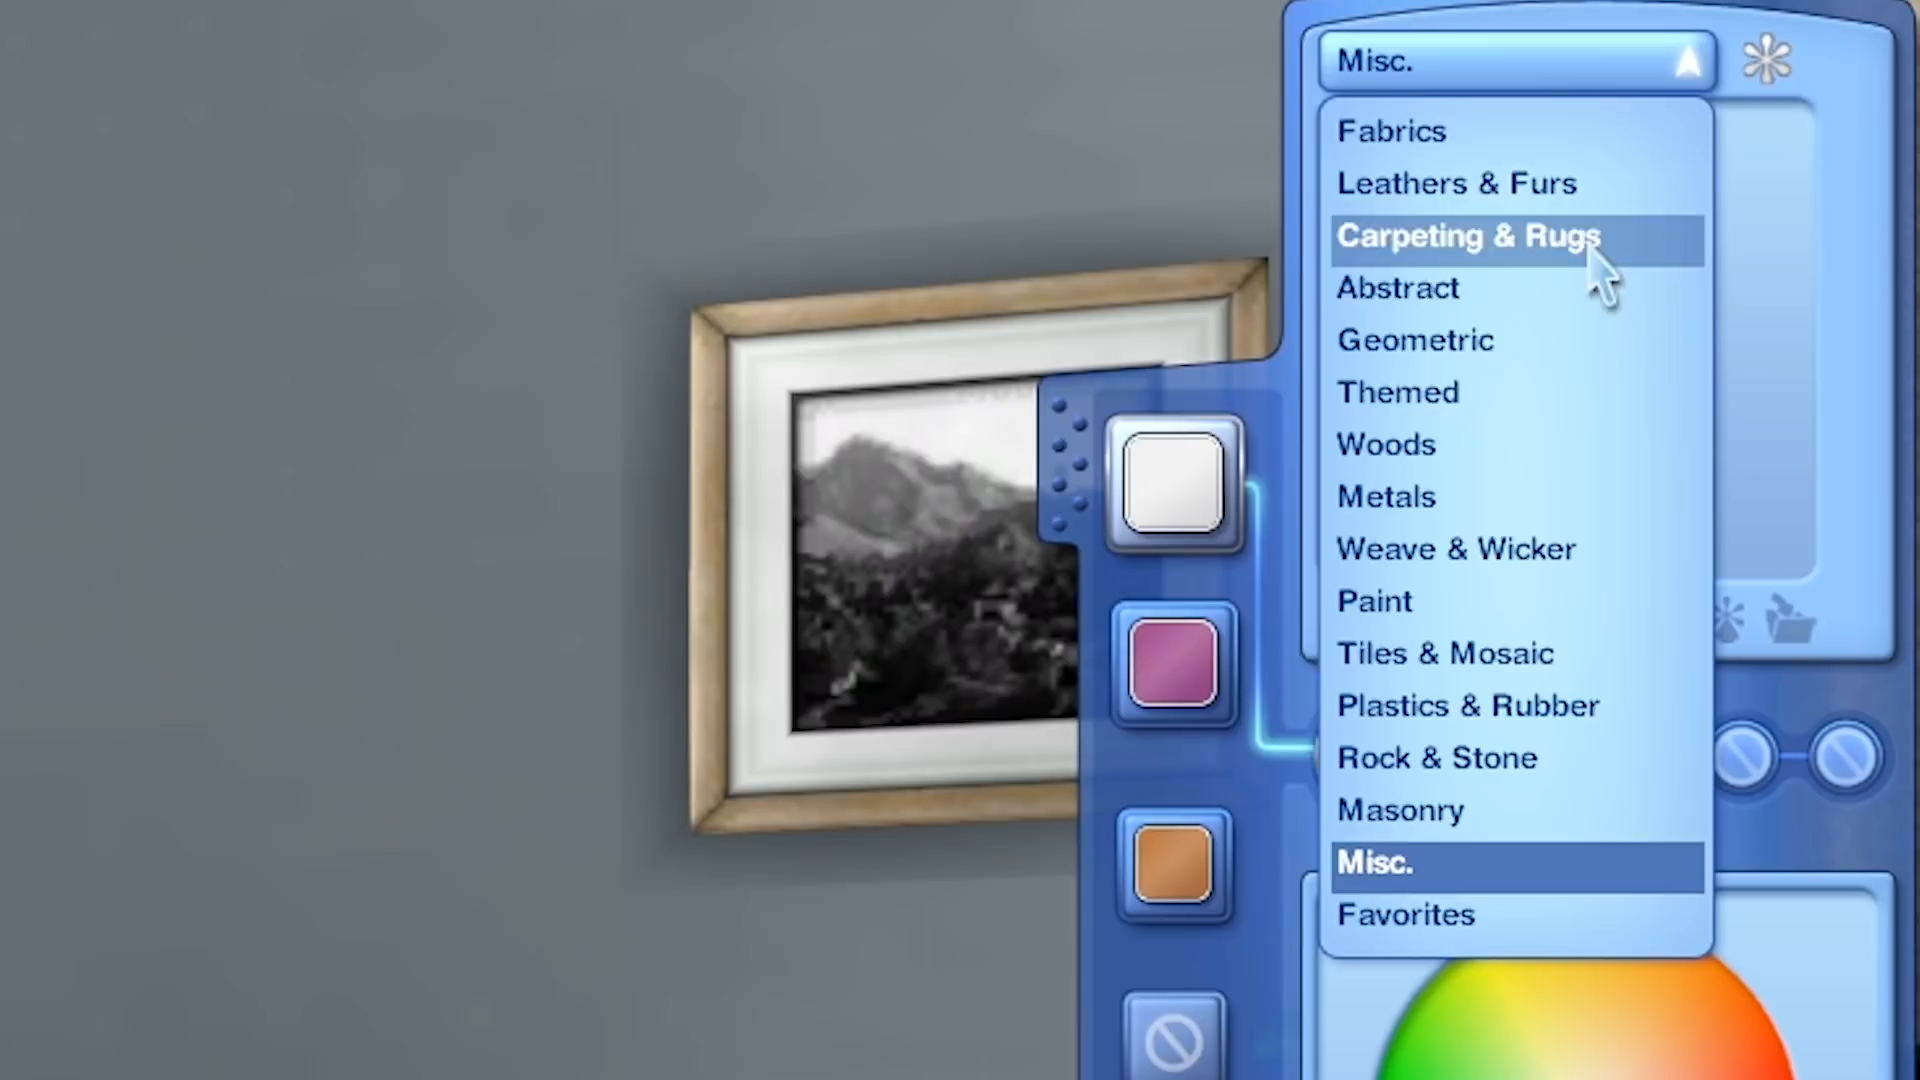 Misc.
Fabrics
Leathers & Furs
Carpeting & Rugs
Abstract
Geometric
Themed
Woods
Metals
Weave & Wicker
Paint
Tiles & Mosaic
Plastics & Rubber
Rock & Stone
Masonry
Misc.
Favorites